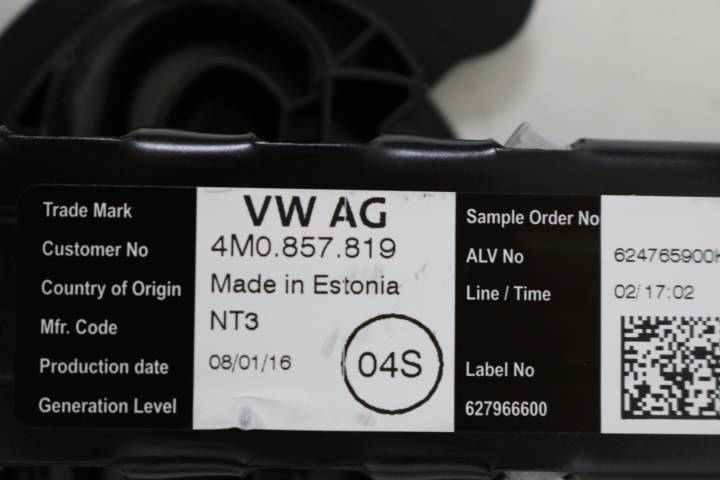 Trade Mark VW AG
Customer No 4M0.857.819
Country of Origin Made in Estonia
Mfr. Code NT3
Production date 08/01/16
Generation Level
04S
Sample Order No
ALV No 624765900
Line / Time 02/17:02
Label No
627966600